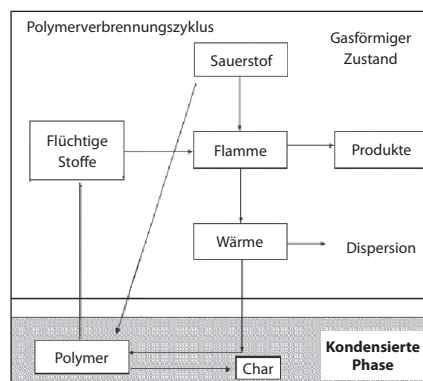 Polymerverbrennungszyklus
Gasförmiger
Zustand
Sauerstof
Flüchtige
Stoffe
Flamme
Produkte
Wärme
Dispersion
Polymer
Char
Kondensierte
Phase